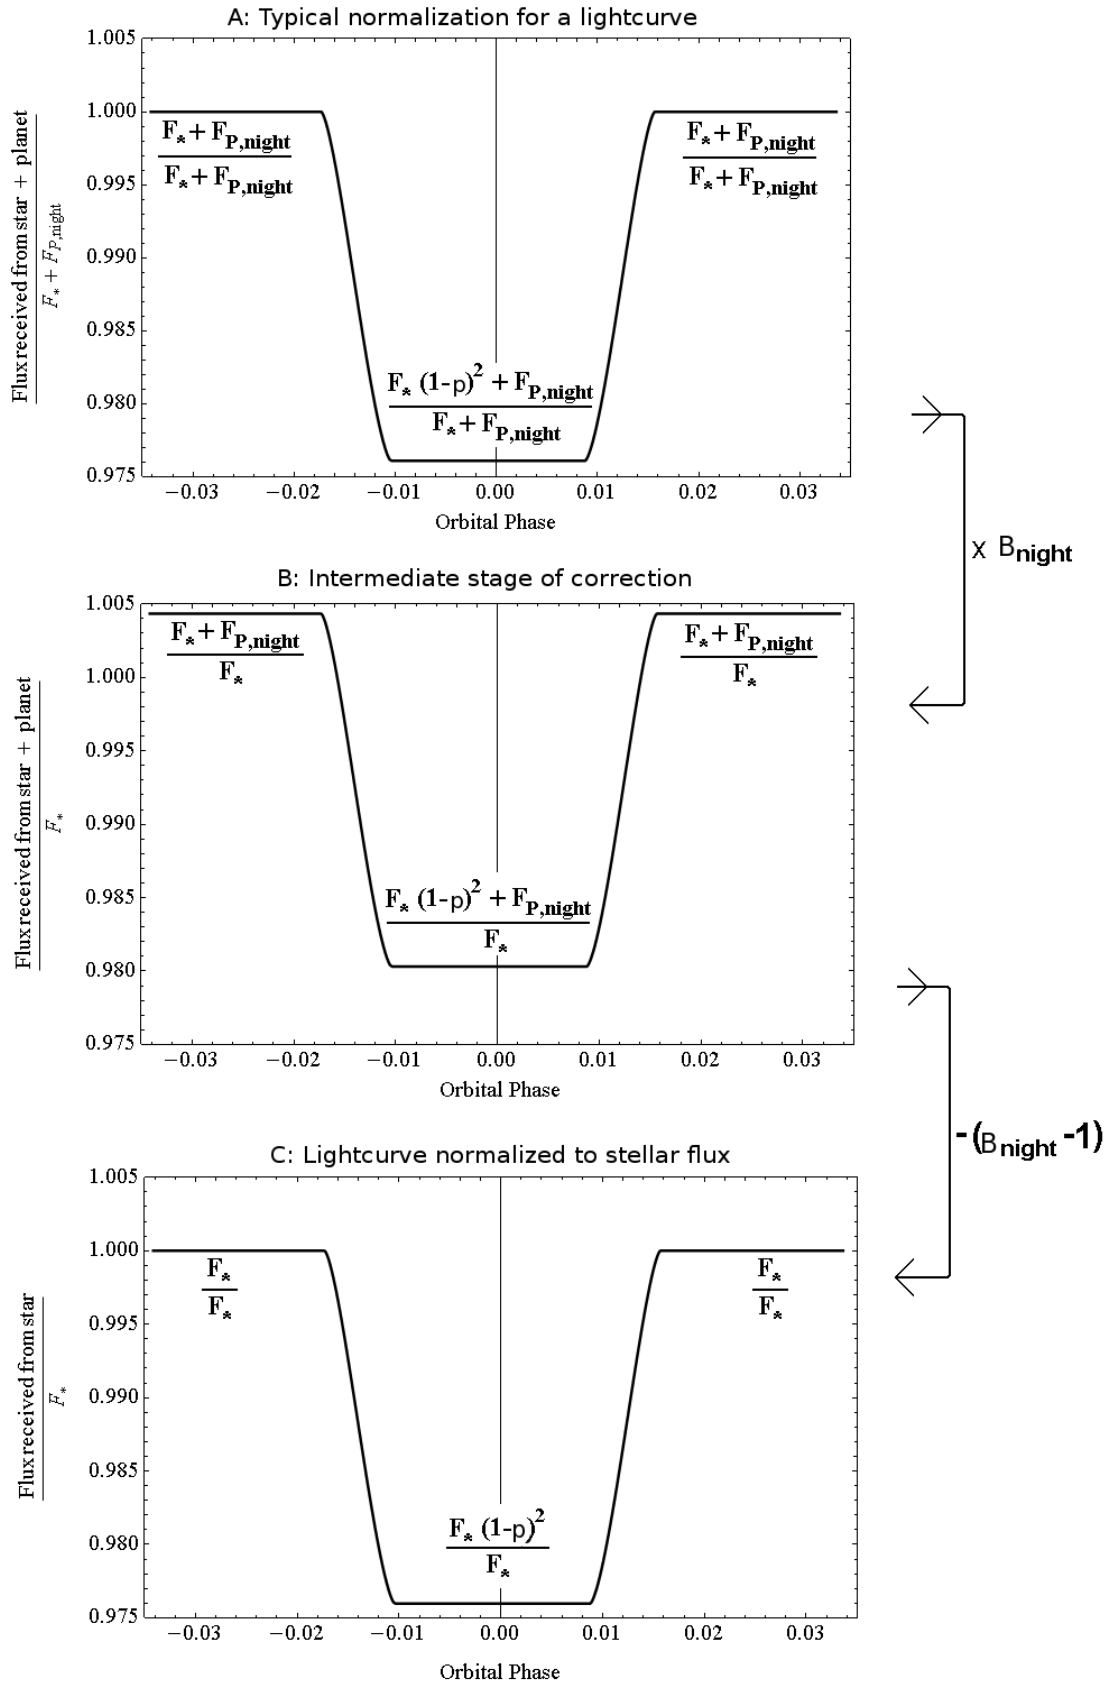 A: Typical normalization for a lightcurve
Flux received from star + planet
F* + FP,night
1.005
1.000
0.995
0.990
0.985
0.980
0.975
F* + FP,night
F* + FP,night
F* + FP,night
F* + FP,night
F* (1-p)² + FP,night
F* + FP,night
−0.03 −0.02 −0.01 0.00 0.01 0.02 0.03
Orbital Phase
x Bnight
B: Intermediate stage of correction
Flux received from star + planet
F*
1.005
1.000
0.995
0.990
0.985
0.980
0.975
F* + FP,night
F*
F* + FP,night
F*
F* (1-p)² + FP,night
F*
−0.03 −0.02 −0.01 0.00 0.01 0.02 0.03
Orbital Phase
-(Bnight -1)
C: Lightcurve normalized to stellar flux
Flux received from star
F*
1.005
1.000
0.995
0.990
0.985
0.980
0.975
F*
F*
F*
F*
F* (1-p)²
F*
−0.03 −0.02 −0.01 0.00 0.01 0.02 0.03
Orbital Phase